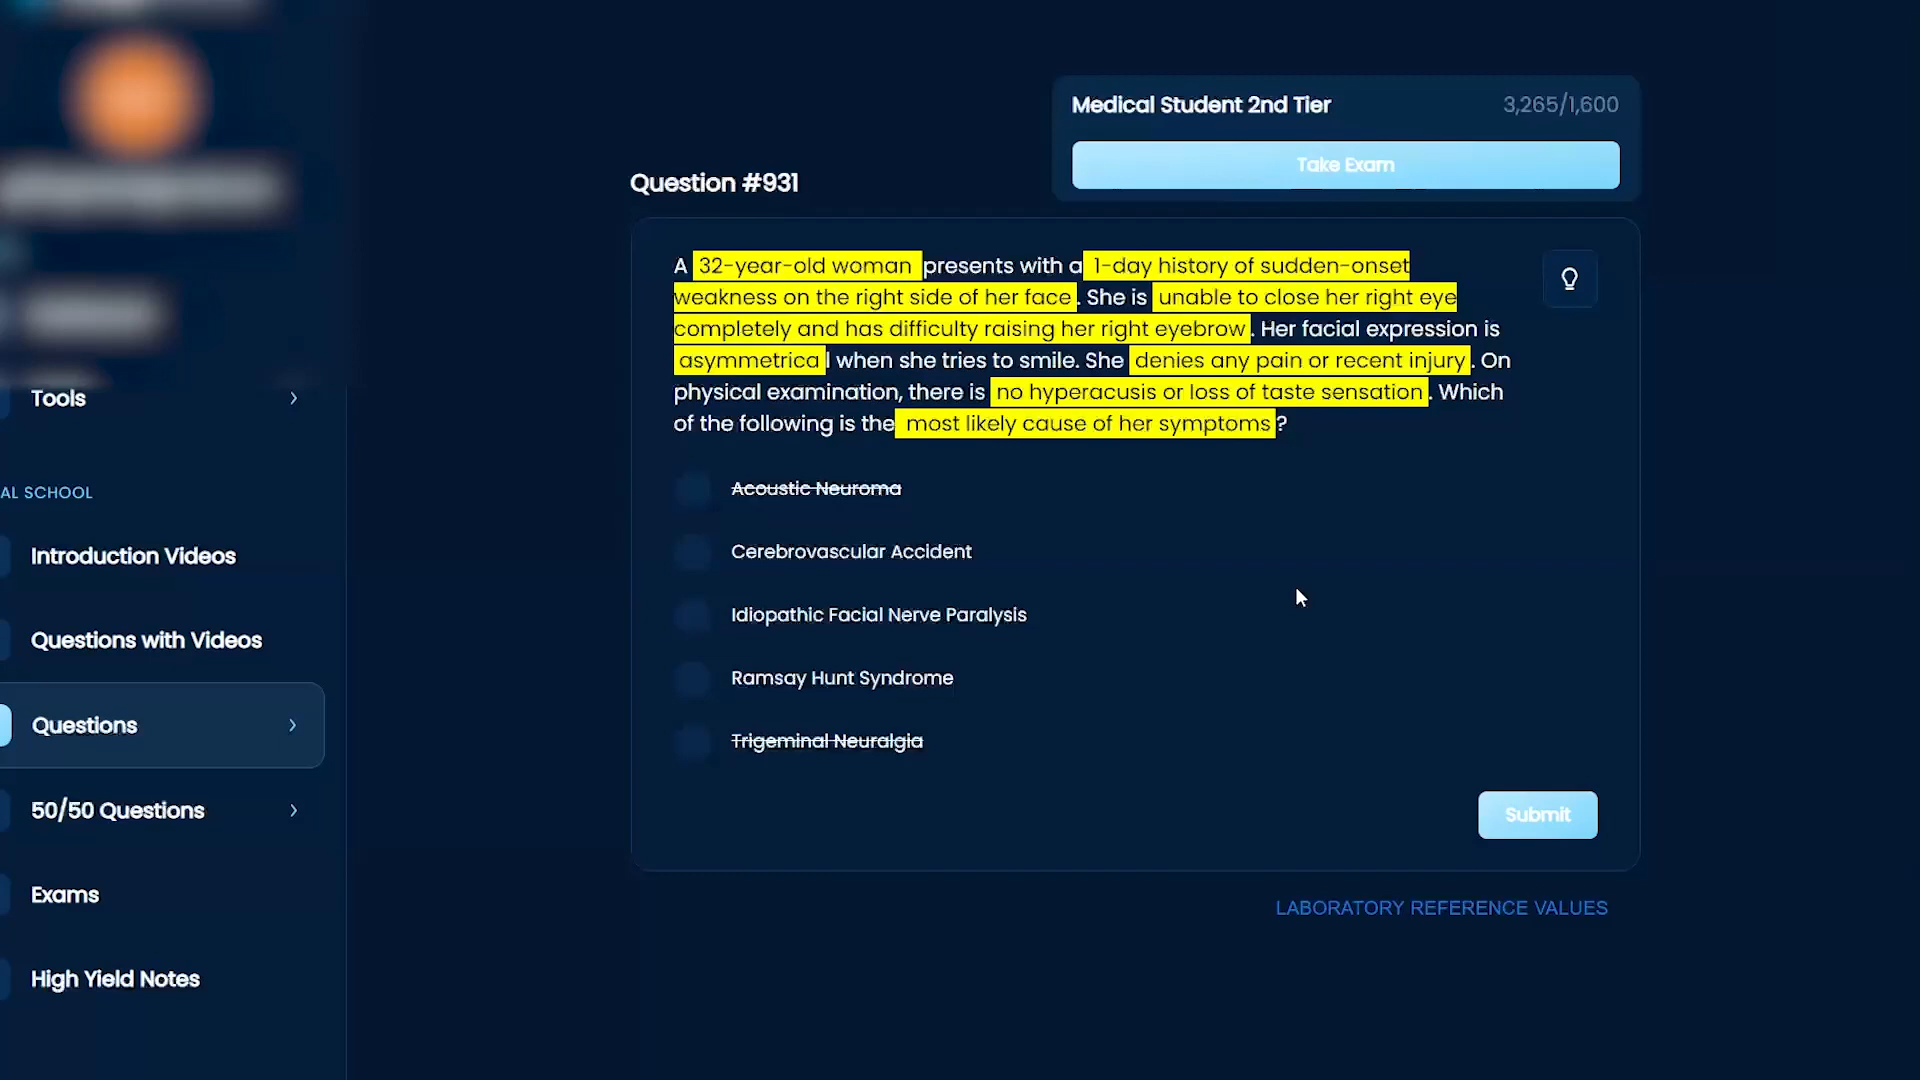 Medical Student 2nd Tier 3,265/1,600
Take Exam
Question #931
A 32-year-old woman presents with a 1-day history of sudden-onset
weakness on the right side of her face. She is unable to close her right eye
completely and has difficulty raising her right eyebrow. Her facial expression is
asymmetrical when she tries to smile. She denies any pain or recent injury. On
physical examination, there is no hyperacusis or loss of taste sensation. Which
of the following is the most likely cause of her symptoms?
Acoustic Neuroma
Cerebrovascular Accident
Idiopathic Facial Nerve Paralysis
Ramsay Hunt Syndrome
Trigeminal Neuralgia
Submit
LABORATORY REFERENCE VALUES
Tools
AL SCHOOL
Introduction Videos
Questions with Videos
Questions
50/50 Questions
Exams
High Yield Notes